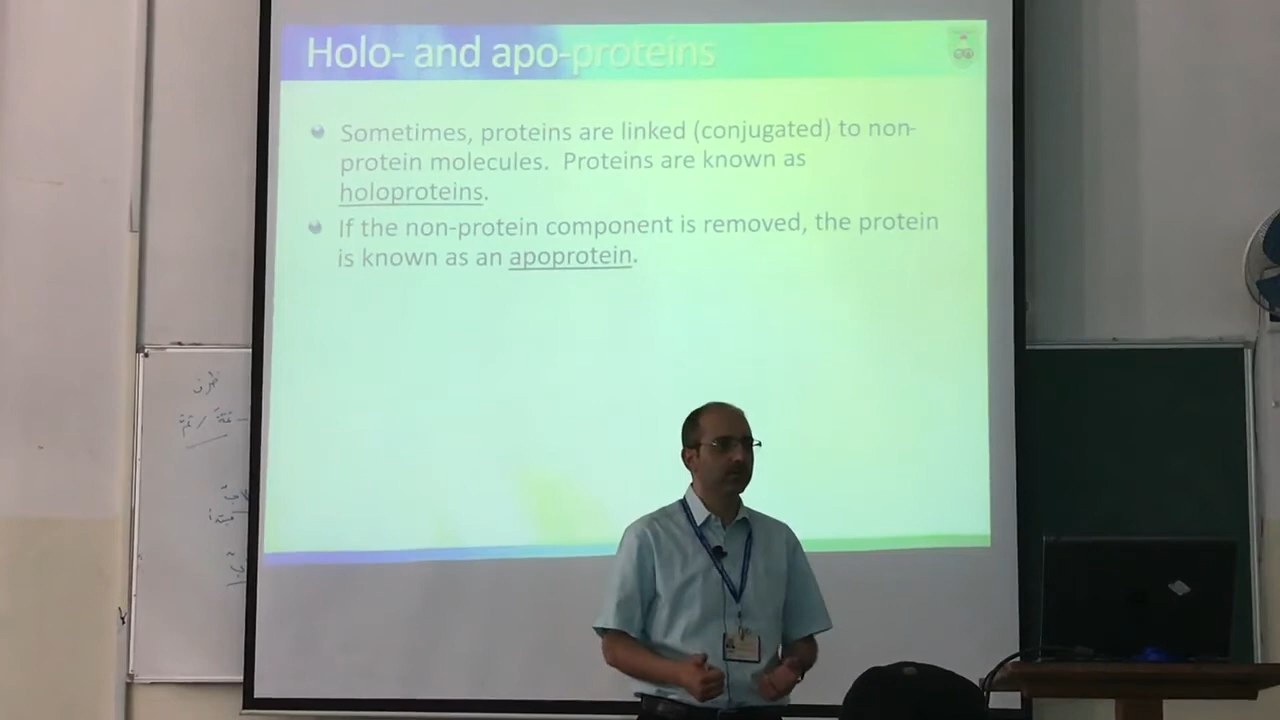 Holo- and apo-proteins
Sometimes, proteins are linked (conjugated) to non-
protein molecules. Proteins are known as
holoproteins.
If the non-protein component is removed, the protein
is known as an apoprotein.
ظرف